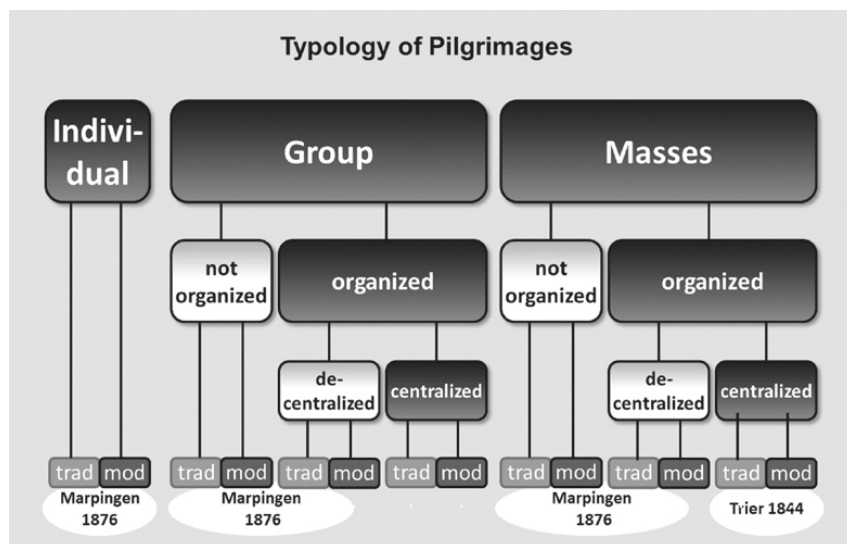 Typology of Pilgrimages
Indivi-
dual
Group
Masses
not
organized
organized
not
organized
organized
de-
centralized
centralized
de-
centralized
centralized
trad mod trad mod trad mod trad mod trad mod trad mod trad mod
Marpingen
1876
Marpingen
1876
Marpingen
1876
Trier 1844